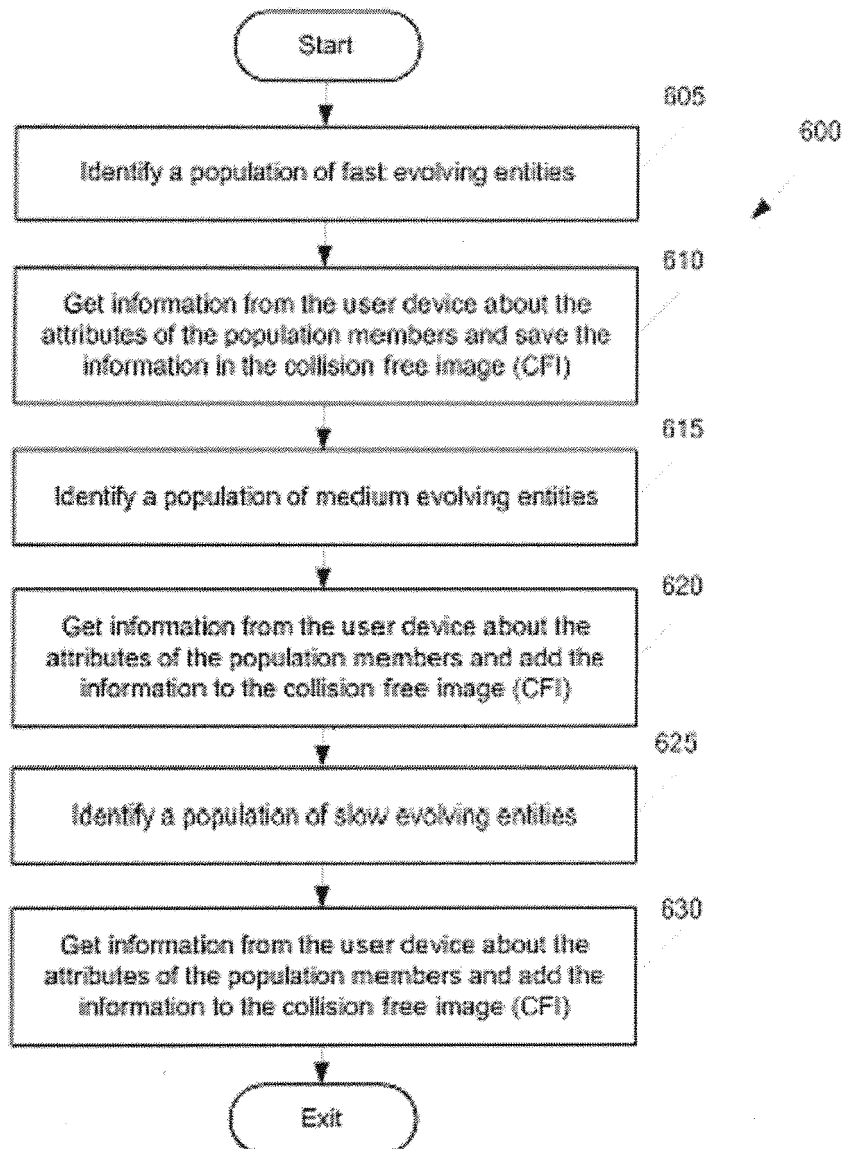 Start
605
600
Identify a population of fast evolving entities
610
Get information from the user device about the
attributes of the population members and save the
information in the collision free image (CFI)
615
Identify a population of medium evolving entities
620
Get information from the user device about the
attributes of the population members and add the
information to the collision free image (CFI)
625
Identify a population of slow evolving entities
630
Get information from the user device about the
attributes of the population members and add the
information to the collision free image (CFI)
Exit